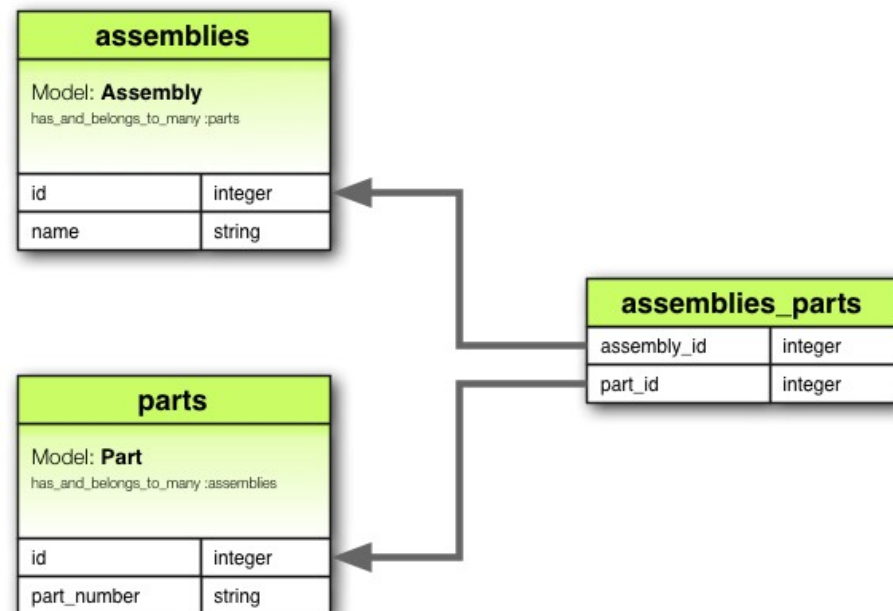 assemblies
Model: Assembly
has_and_belongs_to_many :parts
id integer
name string
assemblies_parts
assembly_id integer
part_id integer
parts
Model: Part
has_and_belongs_to_many :assemblies
id integer
part_number string